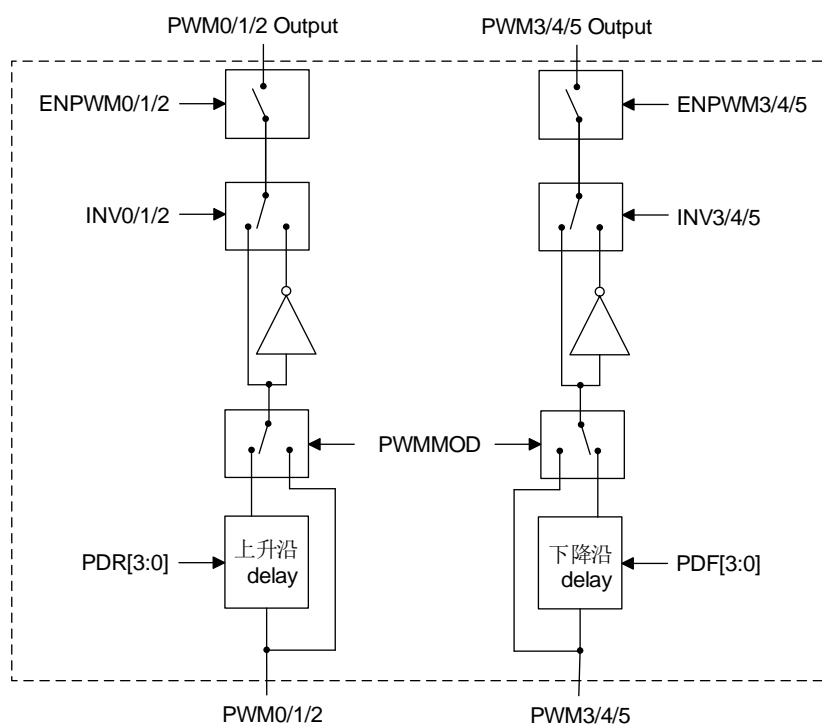 PWM0/1/2 Output
PWM3/4/5 Output
ENPWM0/1/2
ENPWM3/4/5
INV0/1/2
INV3/4/5
PWMMOD
PDR[3:0]
上升沿
delay
下降沿
delay
PDF[3:0]
PWM0/1/2
PWM3/4/5